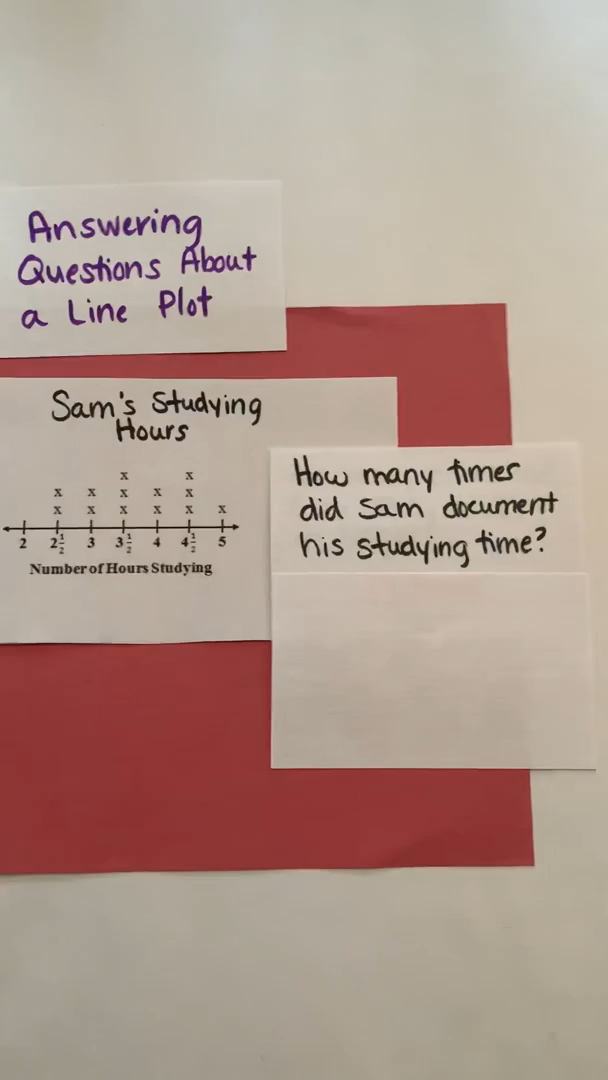 Answering
Questions About
a Line Plot
Sam's Studying
Hours
x x
x x x x x
x x x x x x
2 2½ 3 3½ 4 4½ 5
Number of Hours Studying
How many times
did Sam document
his studying time?